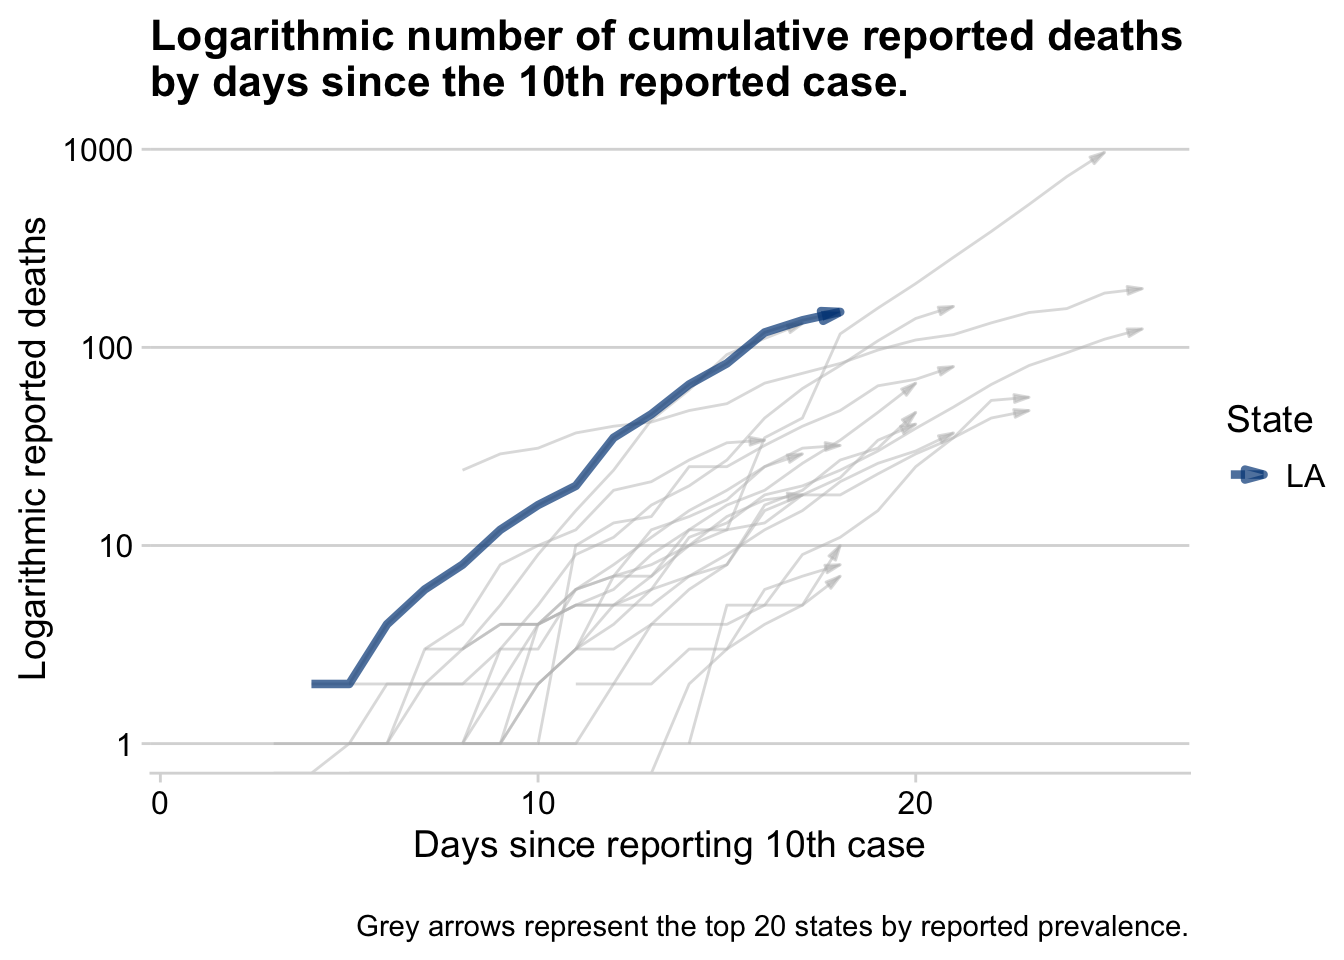 Logarithmic number of cumulative reported deaths
by days since the 10th reported case.
1000
100
10
1
Logarithmic reported deaths
0 10 20
Days since reporting 10th case
State
LA
Grey arrows represent the top 20 states by reported prevalence.